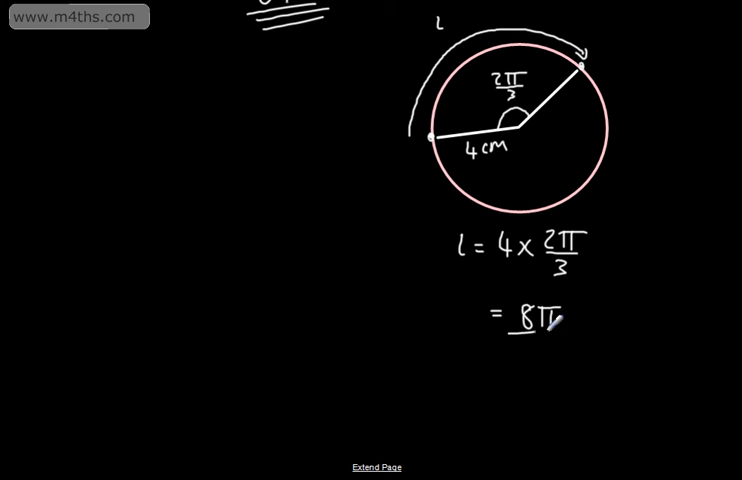 www.m4ths.com
l
2π/3
4cm
l = 4 × 2π/3
= 8π
Extend Page